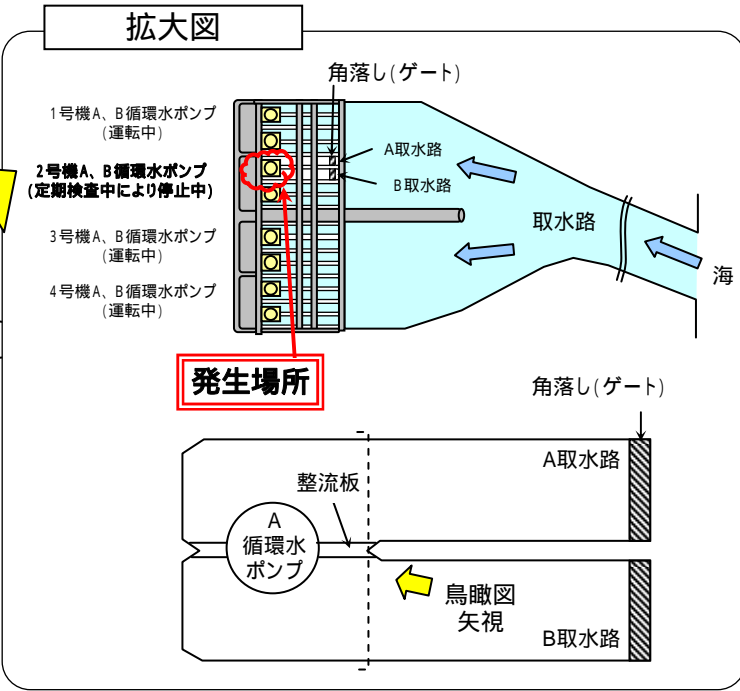 拡大図
角落し(ゲート)
1号機A、B循環水ポンプ
(運転中)
A取水路
2号機A、B循環水ポンプ
(定期検査中により停止中)
B取水路
取水路
3号機A、B循環水ポンプ
(運転中)
海
4号機A、B循環水ポンプ
(運転中)
発生場所
角落し(ゲート)
A取水路
整流板
A
循環水
ポンプ
鳥瞰図
矢視
B取水路